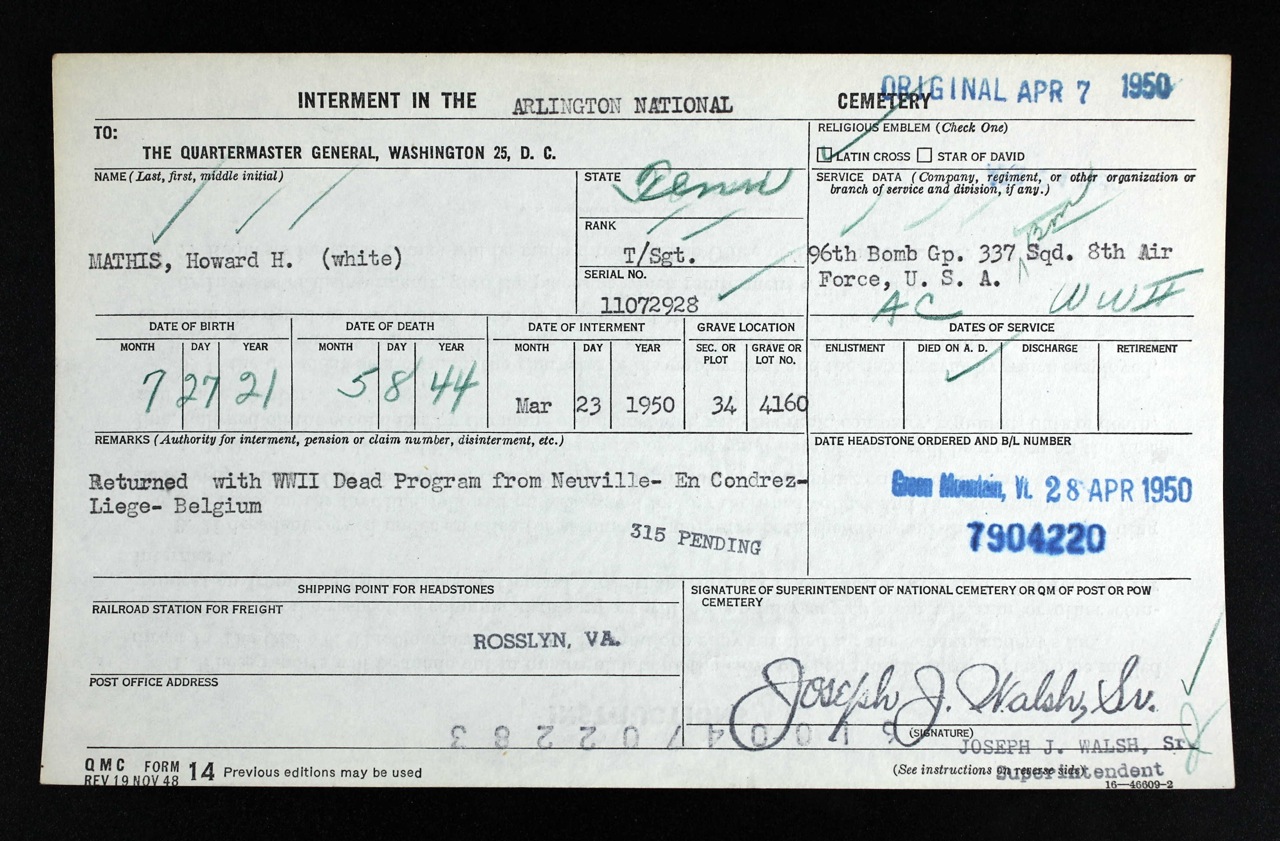 INTERMENT IN THE ARLINGTON NATIONAL CEMETERY
ORIGINAL APR 7 1950
TO:
THE QUARTERMASTER GENERAL, WASHINGTON 25, D. C.
RELIGIOUS EMBLEM (Check One)
LATIN CROSS STAR OF DAVID
NAME (Last, first, middle initial)
MATHIS, Howard H. (white)
STATE Penn
RANK
T/Sgt.
SERIAL NO.
11072928
SERVICE DATA (Company, regiment, or other organization or
branch of service and division, if any.)
Bm
96th Bomb Gp. 337 Sqd. 8th Air
Force, U. S. A.
AC WWII
DATE OF BIRTH
MONTH DAY YEAR
7 27 21
DATE OF DEATH
MONTH DAY YEAR
5 8 44
DATE OF INTERMENT
MONTH DAY YEAR
Mar 23 1950
GRAVE LOCATION
SEC. OR PLOT
GRAVE OR LOT NO.
34 4160
DATES OF SERVICE
ENLISTMENT DIED ON A. D. DISCHARGE RETIREMENT
REMARKS (Authority for interment, pension or claim number, disinterment, etc.)
Returned with WWII Dead Program from Neuville- En Condrez-
Liege- Belgium
315 PENDING
DATE HEADSTONE ORDERED AND B/L NUMBER
Green Mountain, Vt. 28 APR 1950
7904220
SHIPPING POINT FOR HEADSTONES
RAILROAD STATION FOR FREIGHT
ROSSLYN, VA.
POST OFFICE ADDRESS
SIGNATURE OF SUPERINTENDENT OF NATIONAL CEMETERY OR QM OF POST OR POW
CEMETERY
Joseph J. Walsh, Sr.
(SIGNATURE)
JOSEPH J. WALSH, Sr.
Superintendent
(See instructions on reverse side)
QMC FORM 14 Previous editions may be used
REV 19 NOV 48
16—46609-2